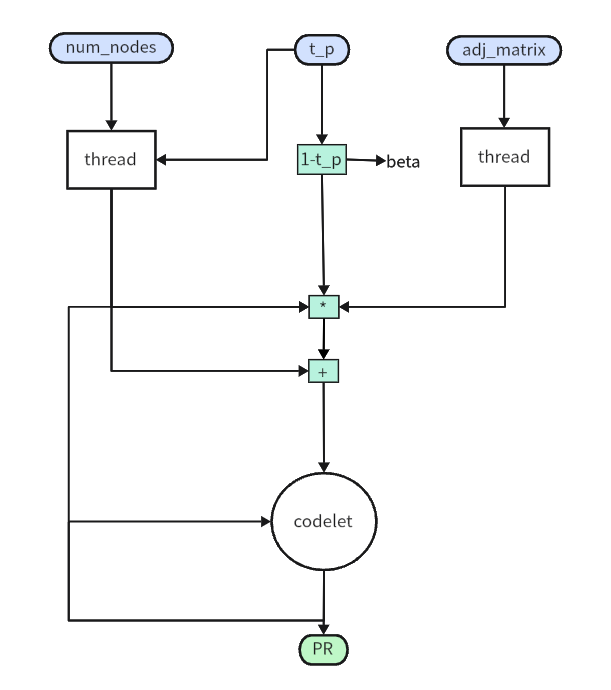 num_nodes
t_p
adj_matrix
thread
1-t_p
beta
thread
*
+
codelet
PR